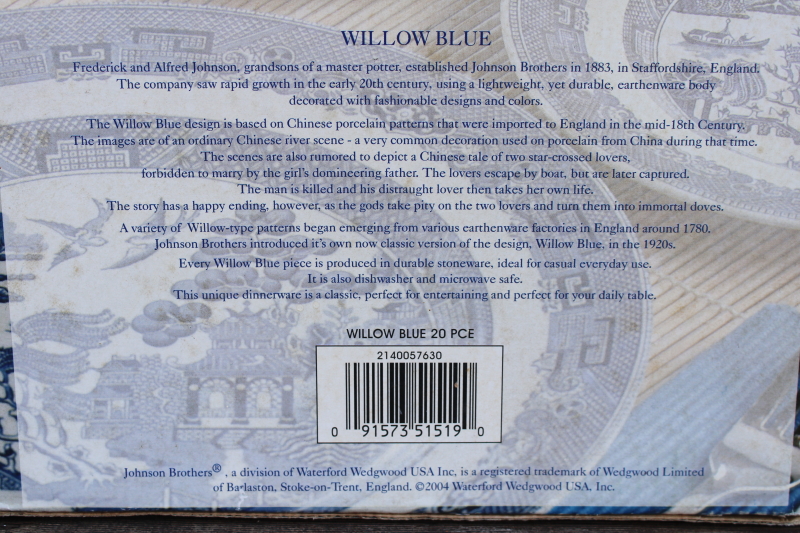 WILLOW BLUE
Frederick and Alfred Johnson, grandsons of a master potter, established Johnson Brothers in 1883, in Staffordshire, England.
The company saw rapid growth in the early 20th century, using a lightweight, yet durable, earthenware body
decorated with fashionable designs and colors.
The Willow Blue design is based on Chinese porcelain patterns that were imported to England in the mid-18th Century.
The images are of an ordinary Chinese river scene - a very common decoration used on porcelain from China during that time.
The scenes are also rumored to depict a Chinese tale of two star-crossed lovers,
forbidden to marry by the girl's domineering father. The lovers escape by boat, but are later captured.
The man is killed and his distraught lover then takes her own life.
The story has a happy ending, however, as the gods take pity on the two lovers and turn them into immortal doves.
A variety of Willow-type patterns began emerging from various earthenware factories in England around 1780.
Johnson Brothers introduced it's own now classic version of the design, Willow Blue, in the 1920s.
Every Willow Blue piece is produced in durable stoneware, ideal for casual everyday use.
It is also dishwasher and microwave safe.
This unique dinnerware is a classic, perfect for entertaining and perfect for your daily table.
WILLOW BLUE 20 PCE
2140057630
0 91573 51519 0
Johnson Brothers® , a division of Waterford Wedgwood USA Inc, is a registered trademark of Wedgwood Limited
of Barlaston, Stoke-on-Trent, England. ©2004 Waterford Wedgwood USA, Inc.